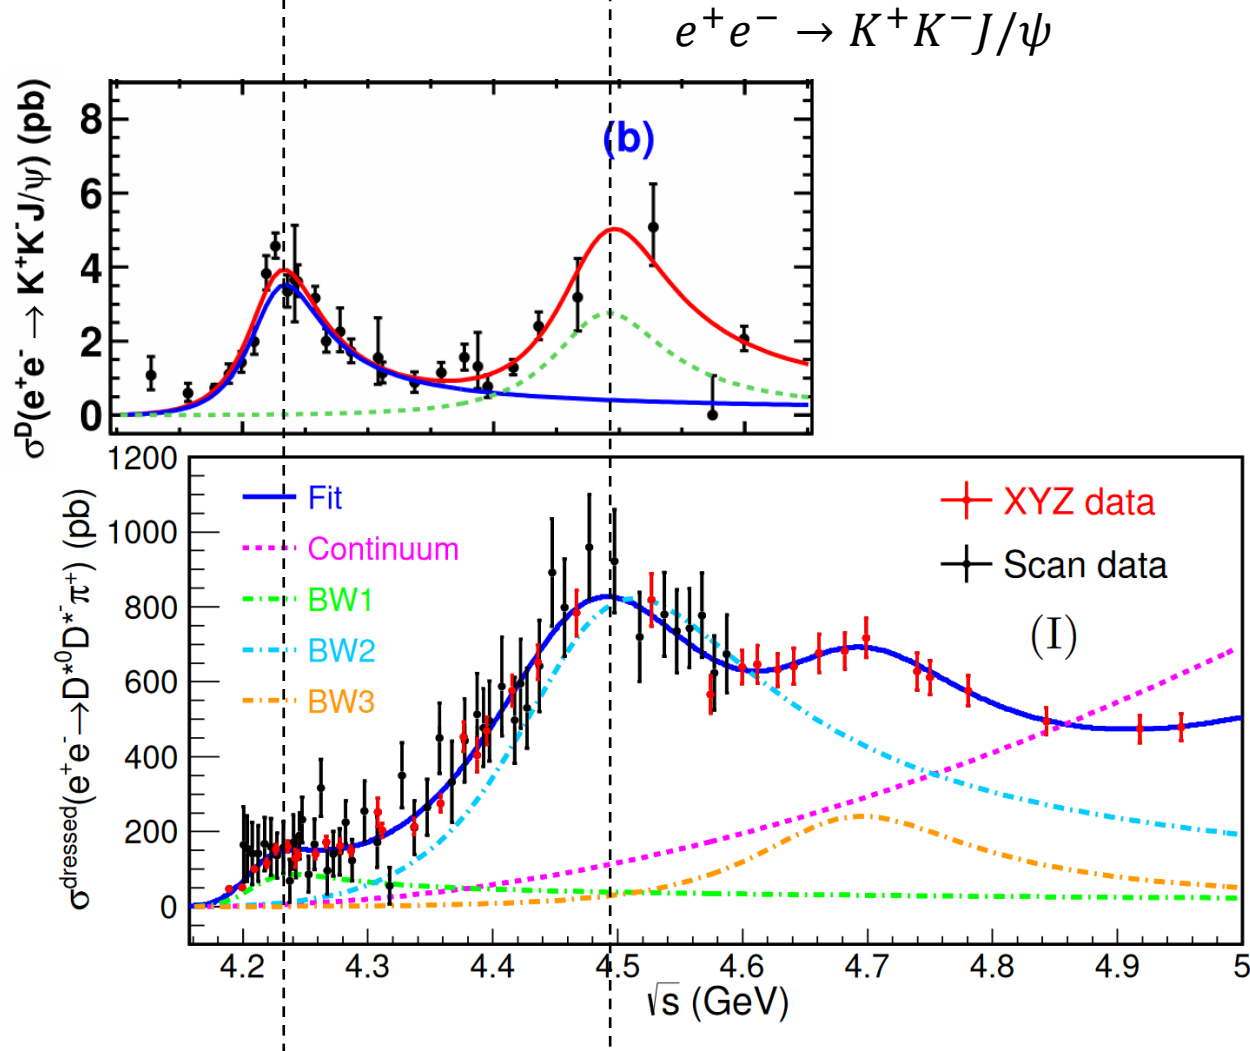 e⁺e⁻ → K⁺K⁻J/ψ
σᴰ(e⁺e⁻ → K⁺K⁻J/ψ) (pb)
8
6
4
2
0
(b)
σᵈʳᵉˢˢᵉᵈ(e⁺e⁻→D*⁰D*⁻π⁺) (pb)
1200
1000
800
600
400
200
0
Fit
Continuum
BW1
BW2
BW3
XYZ data
Scan data
(I)
4.2 4.3 4.4 4.5 4.6 4.7 4.8 4.9 5
√s (GeV)